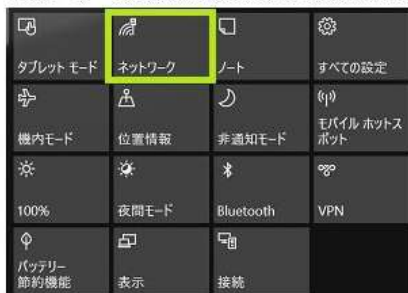 タブレット モード
ネットワーク
ノート
すべての設定
機内モード
位置情報
非通知モード
モバイル ホットス
ポット
100%
夜間モード
Bluetooth
VPN
バッテリー
節約機能
表示
接続